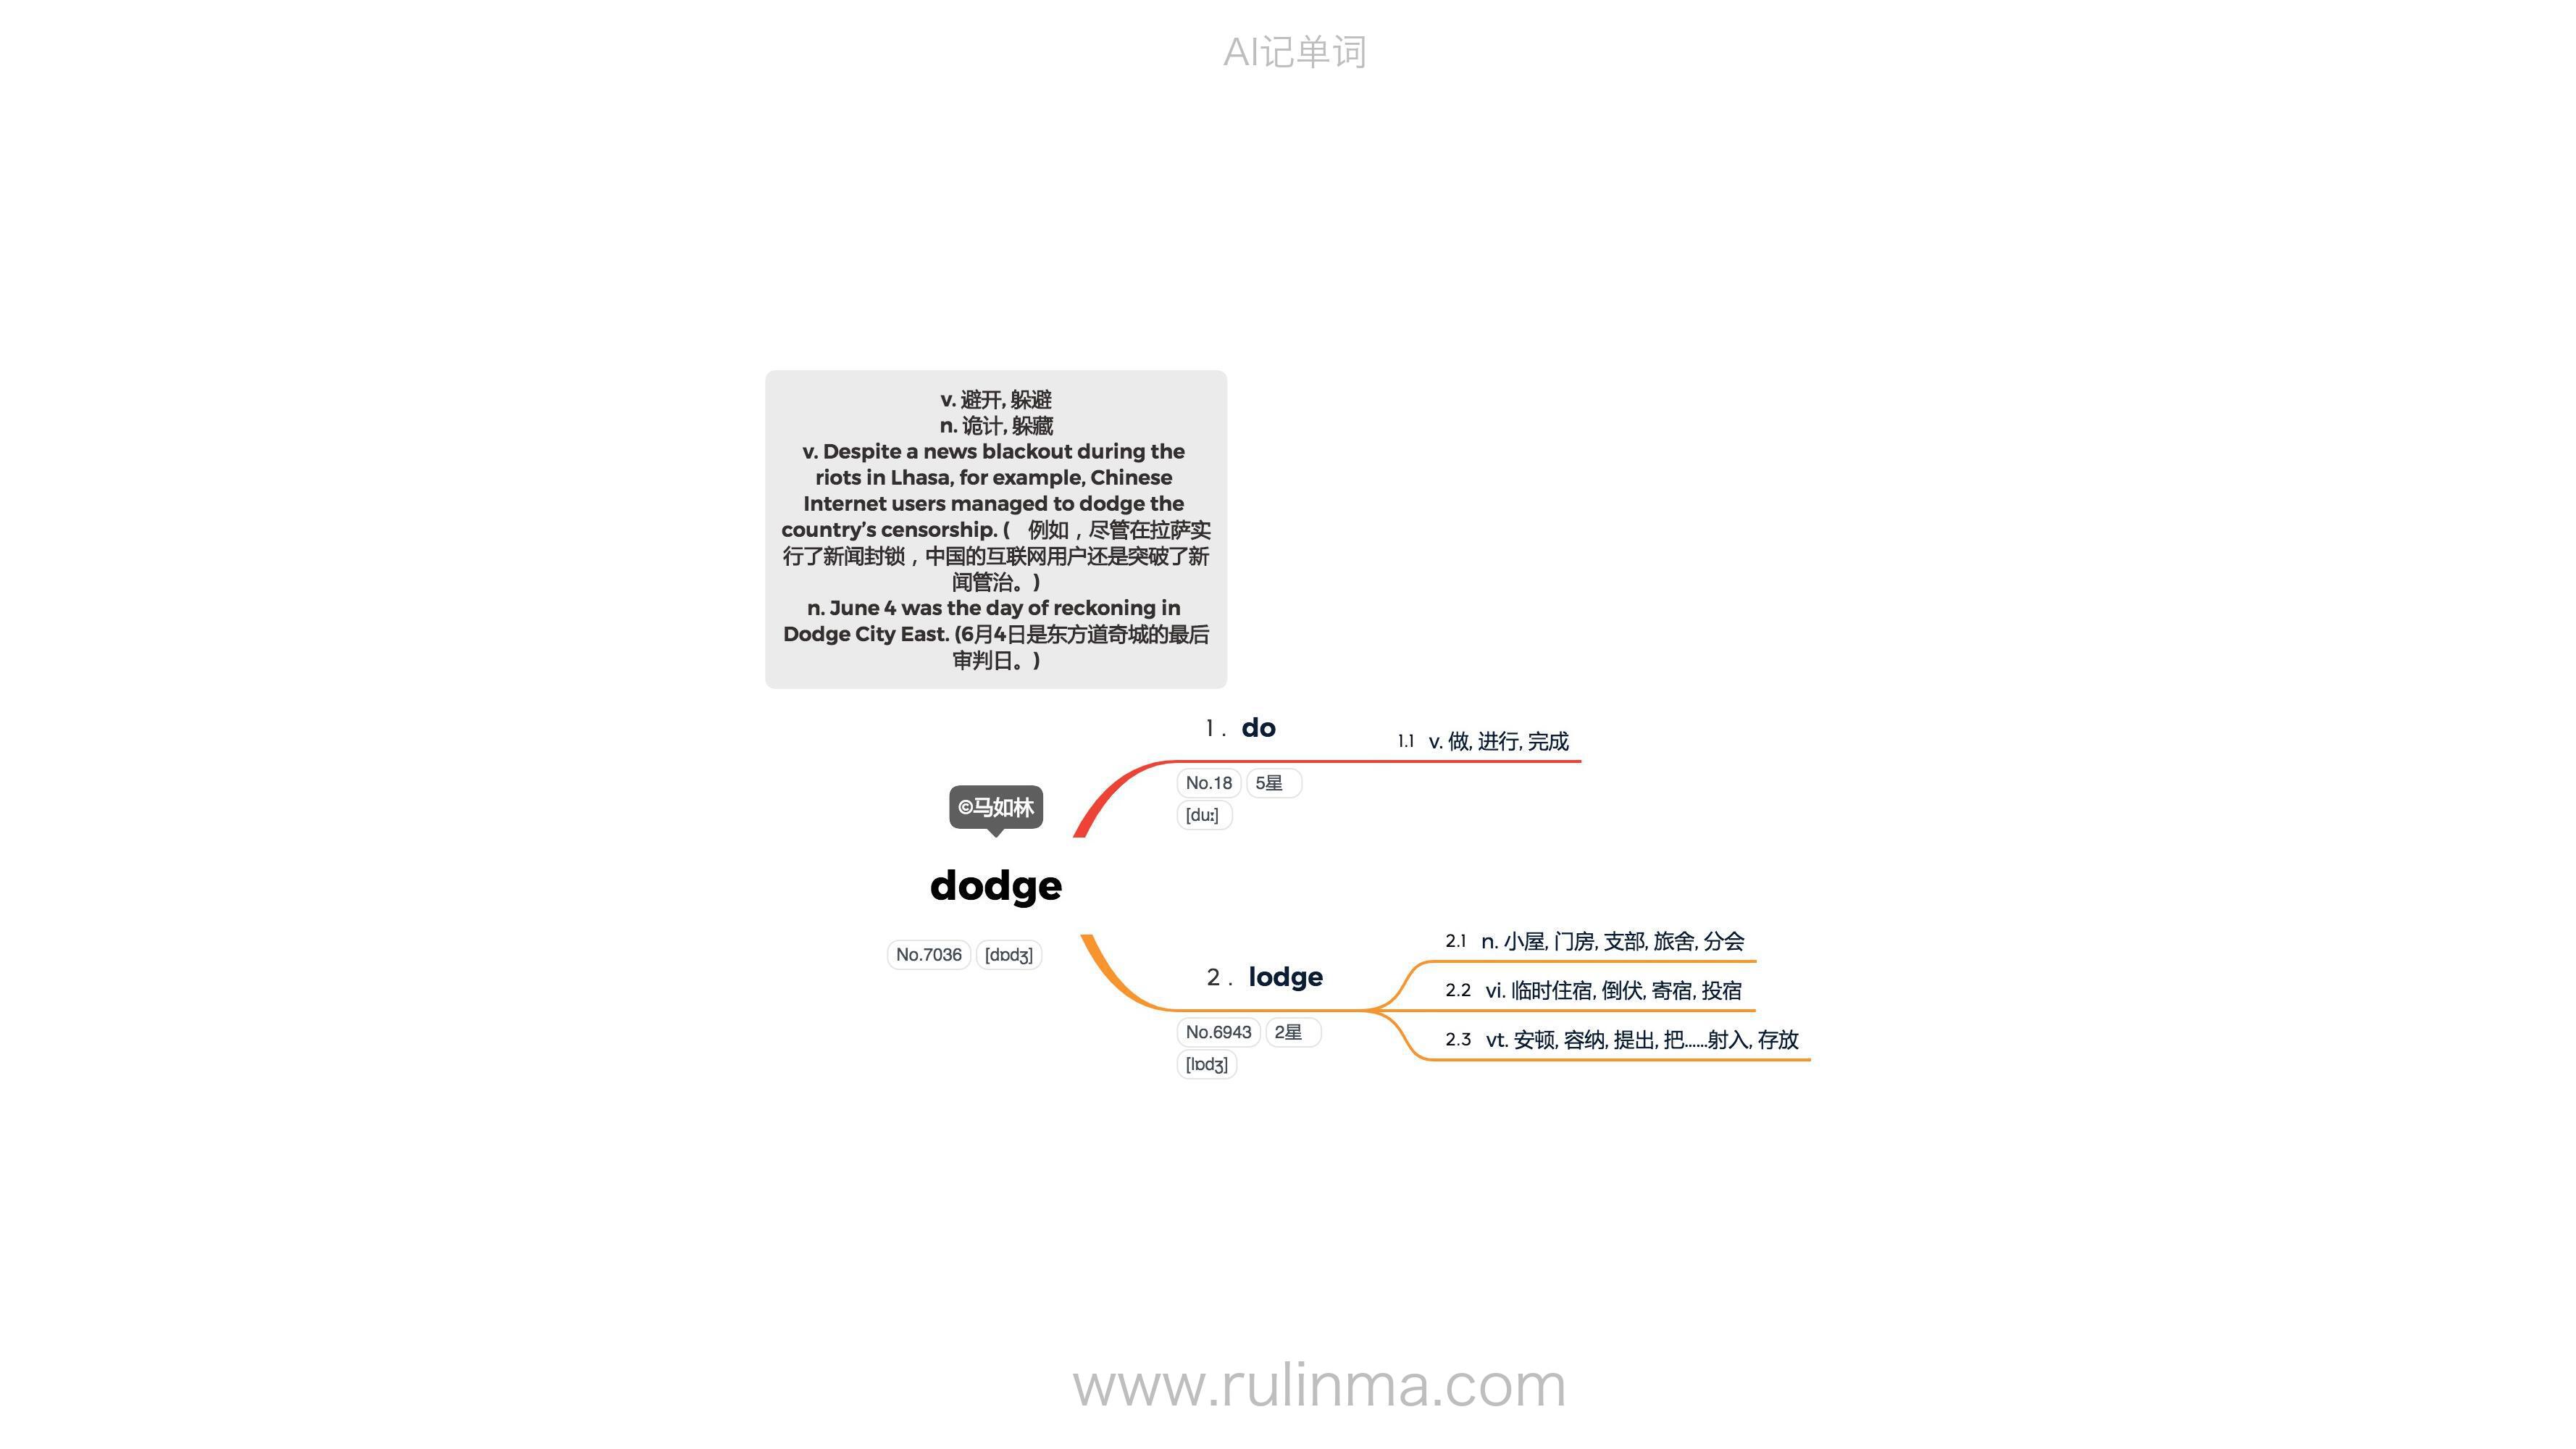 AI记单词
v. 避开, 躲避
n. 诡计, 躲藏
v. Despite a news blackout during the
riots in Lhasa, for example, Chinese
Internet users managed to dodge the
country’s censorship. (　例如，尽管在拉萨实
行了新闻封锁，中国的互联网用户还是突破了新
闻管治。)
n. June 4 was the day of reckoning in
Dodge City East. (6月4日是东方道奇城的最后
审判日。)
1 . do
1.1 v. 做, 进行, 完成
No.18 5星
[duː]
©马如林
dodge
No.7036 [dɒdʒ]
2 . lodge
No.6943 2星
[lɒdʒ]
2.1 n. 小屋, 门房, 支部, 旅舍, 分会
2.2 vi. 临时住宿, 倒伏, 寄宿, 投宿
2.3 vt. 安顿, 容纳, 提出, 把……射入, 存放
www.rulinma.com